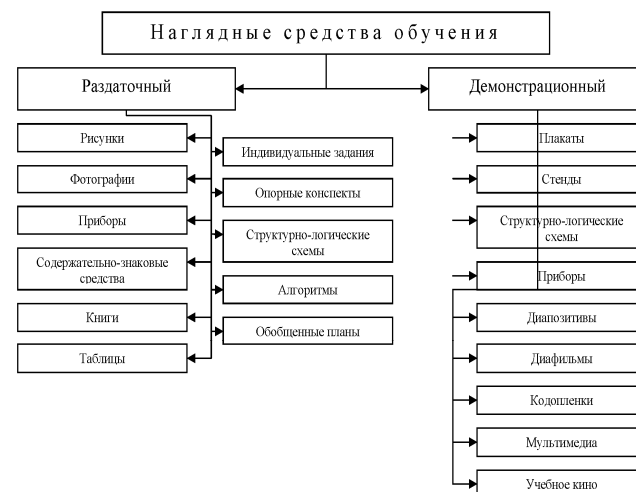 Наглядные средства обучения
Раздаточный
Демонстрационный
Рисунки
Фотографии
Приборы
Содержательно-знаковые
средства
Книги
Таблицы
Индивидуальные задания
Опорные конспекты
Структурно-логические
схемы
Алгоритмы
Обобщенные планы
Плакаты
Стенды
Структурно-логические
схемы
Приборы
Диапозитивы
Диафильмы
Кодопленки
Мультимедиа
Учебное кино